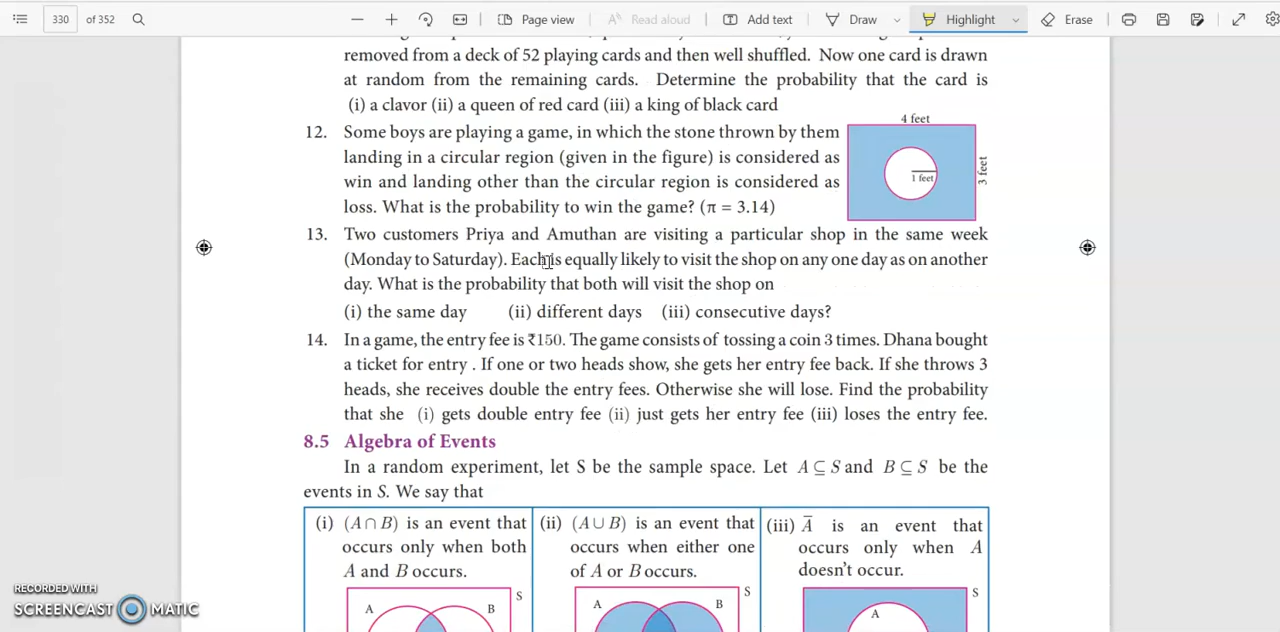 330 of 352 Page view Read aloud Add text Draw Highlight Erase
removed from a deck of 52 playing cards and then well shuffled. Now one card is drawn
at random from the remaining cards. Determine the probability that the card is
(i) a clavor (ii) a queen of red card (iii) a king of black card
12. Some boys are playing a game, in which the stone thrown by them
landing in a circular region (given in the figure) is considered as
win and landing other than the circular region is considered as
loss. What is the probability to win the game? (π = 3.14)
4 feet
1 feet
3 feet
13. Two customers Priya and Amuthan are visiting a particular shop in the same week
(Monday to Saturday). Each is equally likely to visit the shop on any one day as on another
day. What is the probability that both will visit the shop on
(i) the same day (ii) different days (iii) consecutive days?
14. In a game, the entry fee is ₹150. The game consists of tossing a coin 3 times. Dhana bought
a ticket for entry . If one or two heads show, she gets her entry fee back. If she throws 3
heads, she receives double the entry fees. Otherwise she will lose. Find the probability
that she (i) gets double entry fee (ii) just gets her entry fee (iii) loses the entry fee.
8.5 Algebra of Events
In a random experiment, let S be the sample space. Let A ⊆ S and B ⊆ S be the
events in S. We say that
(i) (A∩B) is an event that
occurs only when both
A and B occurs.
S
A B
(ii) (A∪B) is an event that
occurs when either one
of A or B occurs.
S
A B
(iii) A̅ is an event that
occurs only when A
doesn't occur.
S
A
RECORDED WITH
SCREENCAST MATIC